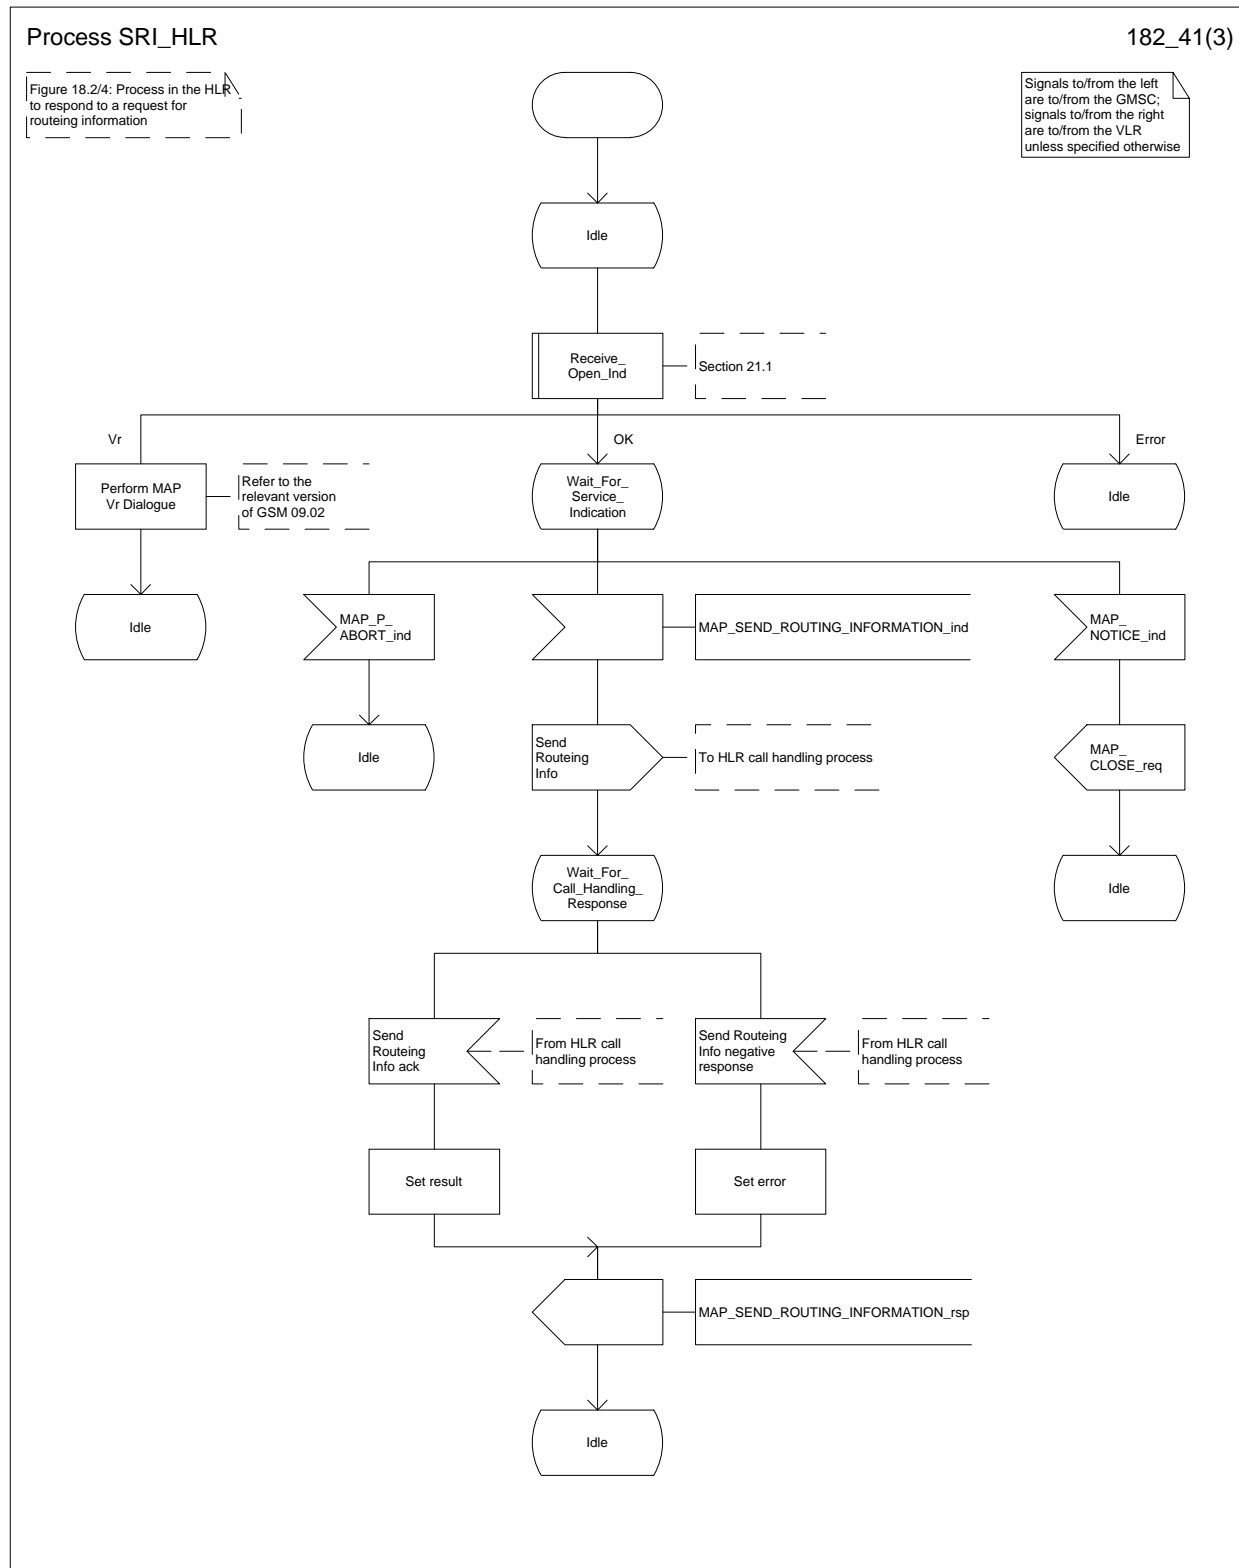 Process SRI_HLR
182_41(3)
Figure 18.2/4: Process in the HLR
to respond to a request for
routeing information
Signals to/from the left
are to/from the GMSC;
signals to/from the right
are to/from the VLR
unless specified otherwise
Idle
Receive_
Open_Ind
Section 21.1
Vr
OK
Error
Perform MAP
Vr Dialogue
Refer to the
relevant version
of GSM 09.02
Wait_For_
Service_
Indication
Idle
Idle
MAP_P_
ABORT_ind
MAP_SEND_ROUTING_INFORMATION_ind
MAP_
NOTICE_ind
Idle
Send
Routeing
Info
To HLR call handling process
MAP_
CLOSE_req
Wait_For_
Call_Handling_
Response
Idle
Send
Routeing
Info ack
From HLR call
handling process
Send Routeing
Info negative
response
From HLR call
handling process
Set result
Set error
MAP_SEND_ROUTING_INFORMATION_rsp
Idle